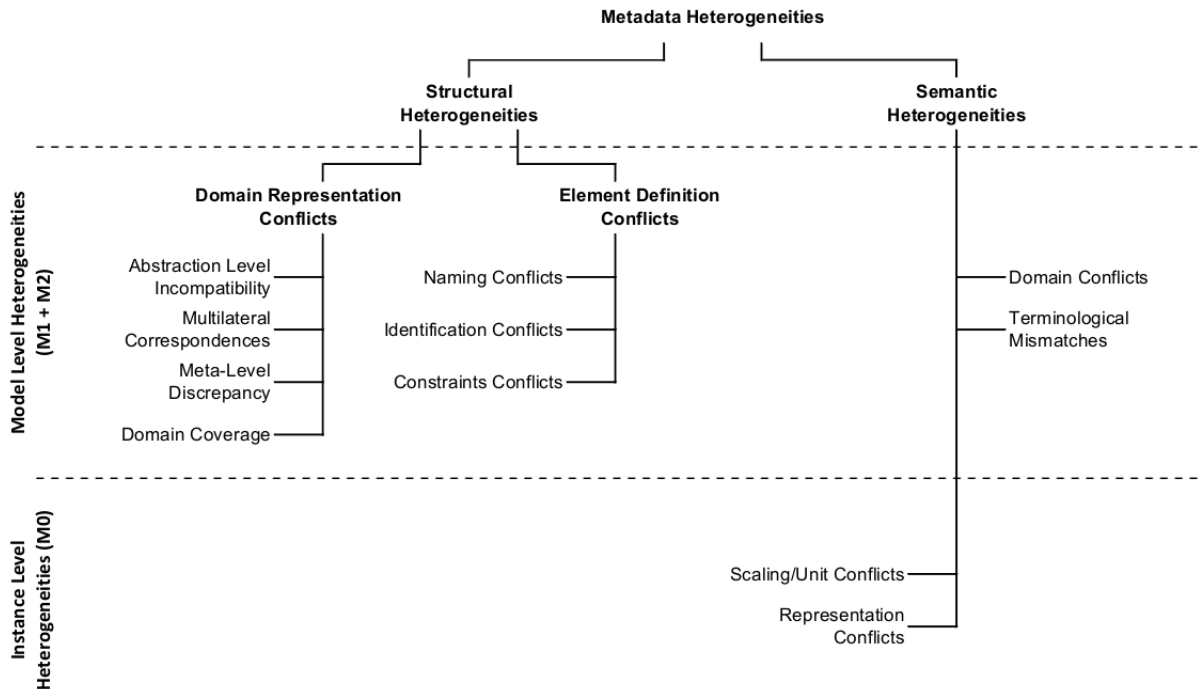 Metadata Heterogeneities
Structural
Heterogeneities
Semantic
Heterogeneities
Model Level Heterogeneities
(M1 + M2)
Domain Representation
Conflicts
Element Definition
Conflicts
Abstraction Level
Incompatibility
Multilateral
Correspondences
Meta-Level
Discrepancy
Domain Coverage
Naming Conflicts
Identification Conflicts
Constraints Conflicts
Domain Conflicts
Terminological
Mismatches
Instance Level
Heterogeneities (M0)
Scaling/Unit Conflicts
Representation
Conflicts